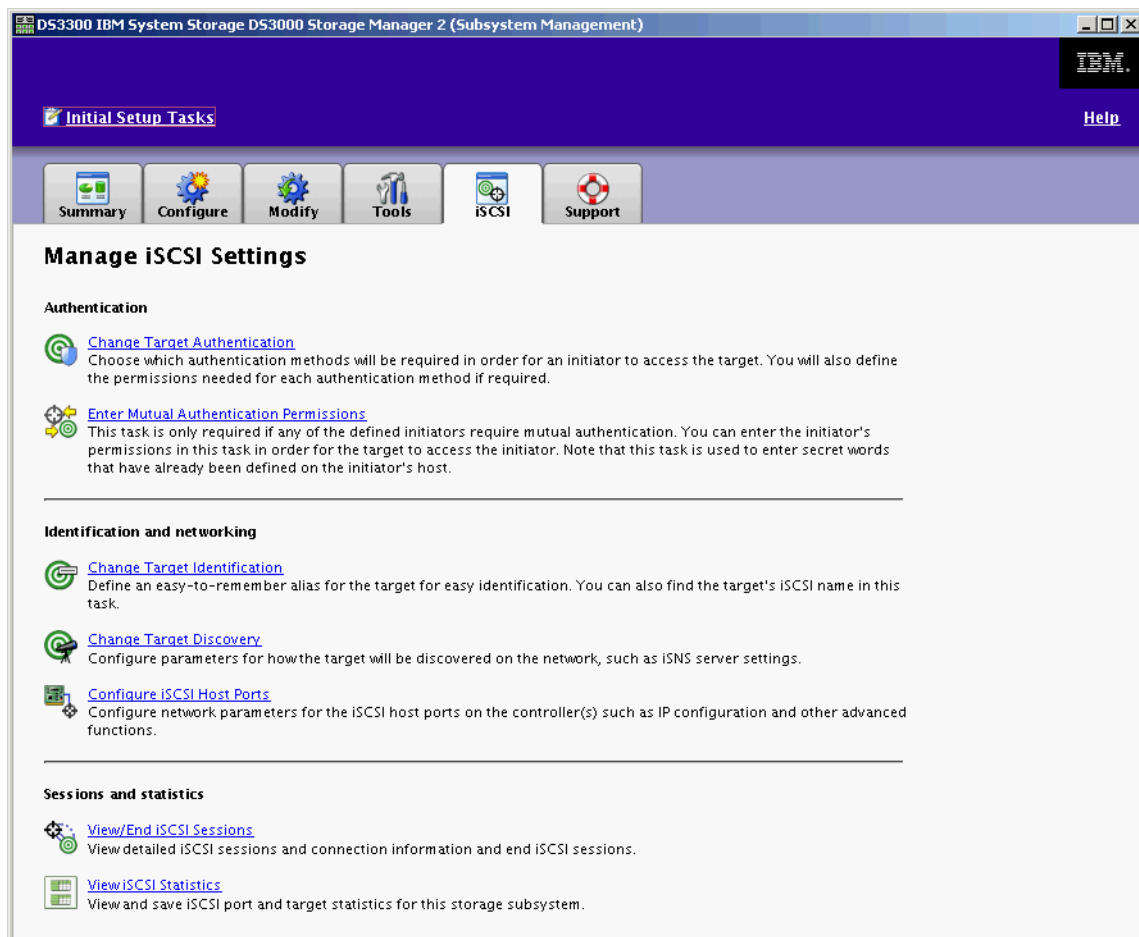 DS3300 IBM System Storage DS3000 Storage Manager 2 (Subsystem Management)
IBM.
Initial Setup Tasks
Help
Summary
Configure
Modify
Tools
iSCSI
Support
Manage iSCSI Settings
Authentication
Change Target Authentication
Choose which authentication methods will be required in order for an initiator to access the target. You will also define
the permissions needed for each authentication method if required.
Enter Mutual Authentication Permissions
This task is only required if any of the defined initiators require mutual authentication. You can enter the initiator's
permissions in this task in order for the target to access the initiator. Note that this task is used to enter secret words
that have already been defined on the initiator's host.
Identification and networking
Change Target Identification
Define an easy-to-remember alias for the target for easy identification. You can also find the target's iSCSI name in this
task.
Change Target Discovery
Configure parameters for how the target will be discovered on the network, such as iSNS server settings.
Configure iSCSI Host Ports
Configure network parameters for the iSCSI host ports on the controller(s) such as IP configuration and other advanced
functions.
Sessions and statistics
View/End iSCSI Sessions
View detailed iSCSI sessions and connection information and end iSCSI sessions.
View iSCSI Statistics
View and save iSCSI port and target statistics for this storage subsystem.